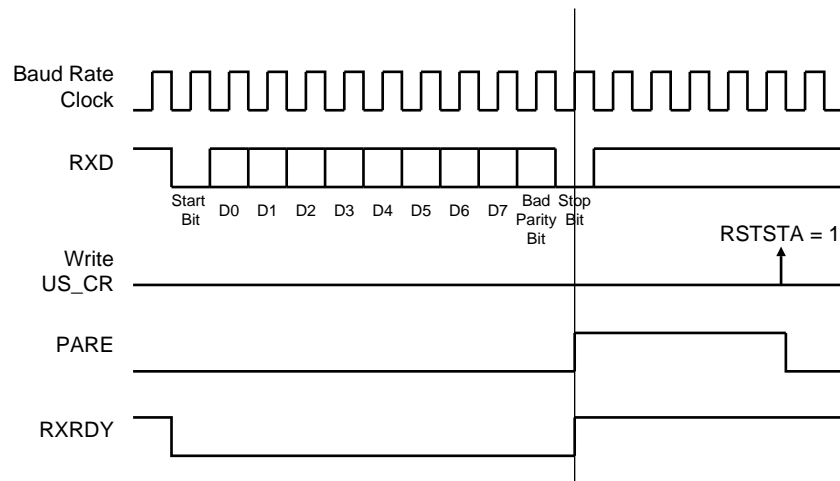 Baud Rate
Clock
RXD
Start
Bit
D0
D1
D2
D3
D4
D5
D6
D7
Bad
Parity
Bit
Stop
Bit
RSTSTA = 1
Write
US_CR
PARE
RXRDY